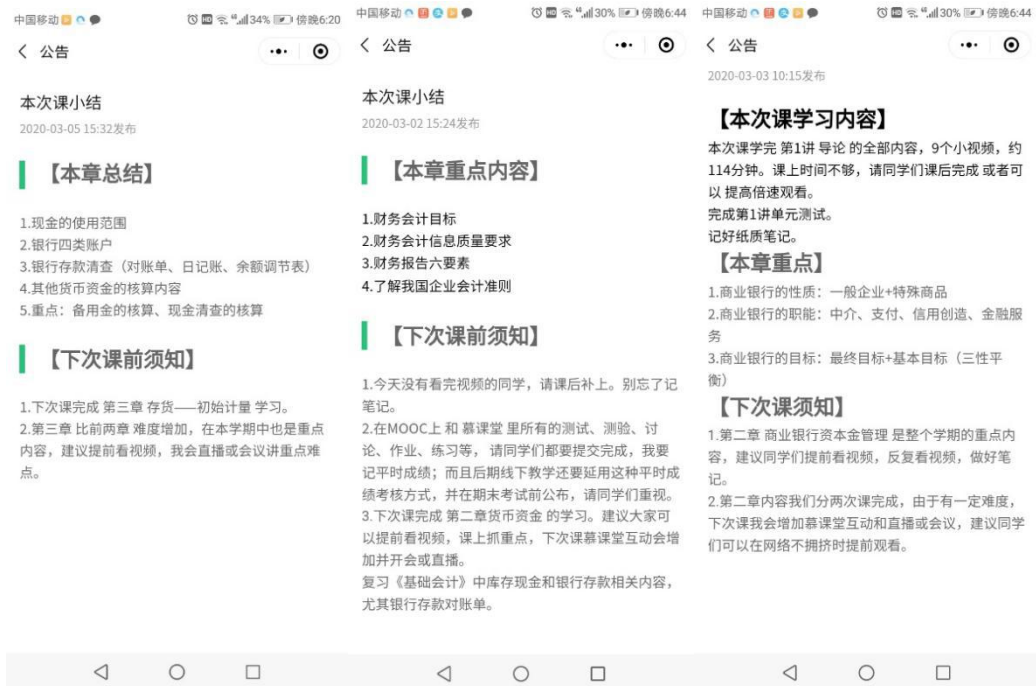 中国移动
34% 傍晚6:20
公告
本次课小结
2020-03-05 15:32发布
【本章总结】
1.现金的使用范围
2.银行四类账户
3.银行存款清查（对账单、日记账、余额调节表）
4.其他货币资金的核算内容
5.重点：备用金的核算、现金清查的核算
【下次课前须知】
1.下次课完成 第三章 存货——初始计量 学习。
2.第三章 比前两章 难度增加，在本学期中也是重点
内容，建议提前看视频，我会直播或会议讲重点难
点。
中国移动
30% 傍晚6:44
公告
本次课小结
2020-03-02 15:24发布
【本章重点内容】
1.财务会计目标
2.财务会计信息质量要求
3.财务报告六要素
4.了解我国企业会计准则
【下次课前须知】
1.今天没有看完视频的同学，请课后补上。别忘了记
笔记。
2.在MOOC上 和 慕课堂 里所有的测试、测验、讨
论、作业、练习等， 请同学们都要提交完成，我要
记平时成绩；而且后期线下教学还要延用这种平时成
绩考核方式，并在期末考试前公布，请同学们重视。
3.下次课完成 第二章货币资金 的学习。建议大家可
以提前看视频，课上抓重点，下次课慕课堂互动会增
加并开会或直播。
复习《基础会计》中库存现金和银行存款相关内容，
尤其银行存款对账单。
中国移动
30% 傍晚6:44
公告
2020-03-03 10:15发布
【本次课学习内容】
本次课学完 第1讲 导论 的全部内容，9个小视频，约
114分钟。课上时间不够，请同学们课后完成 或者可
以 提高倍速观看。
完成第1讲单元测试。
记好纸质笔记。
【本章重点】
1.商业银行的性质：一般企业+特殊商品
2.商业银行的职能：中介、支付、信用创造、金融服
务
3.商业银行的目标：最终目标+基本目标（三性平
衡）
【下次课须知】
1.第二章 商业银行资本金管理 是整个学期的重点内
容，建议同学们提前看视频，反复看视频，做好笔
记。
2.第二章内容我们分两次课完成，由于有一定难度，
下次课我会增加慕课堂互动和直播或会议，建议同学
们可以在网络不拥挤时提前观看。